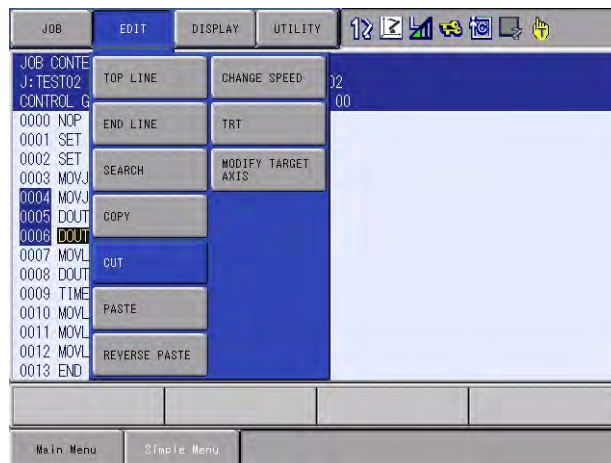 JOB EDIT DISPLAY UTILITY
JOB CONTE
J:TEST02 02
CONTROL G 00
0000 NOP
0001 SET
0002 SET
0003 MOVJ
0004 MOVJ
0005 DOUT
0006 DOUT
0007 MOVL
0008 DOUT
0009 TIME
0010 MOVL
0011 MOVL
0012 MOVL
0013 END
TOP LINE
END LINE
SEARCH
COPY
CUT
PASTE
REVERSE PASTE
CHANGE SPEED
TRT
MODIFY TARGET
AXIS
Main Menu Simple Menu